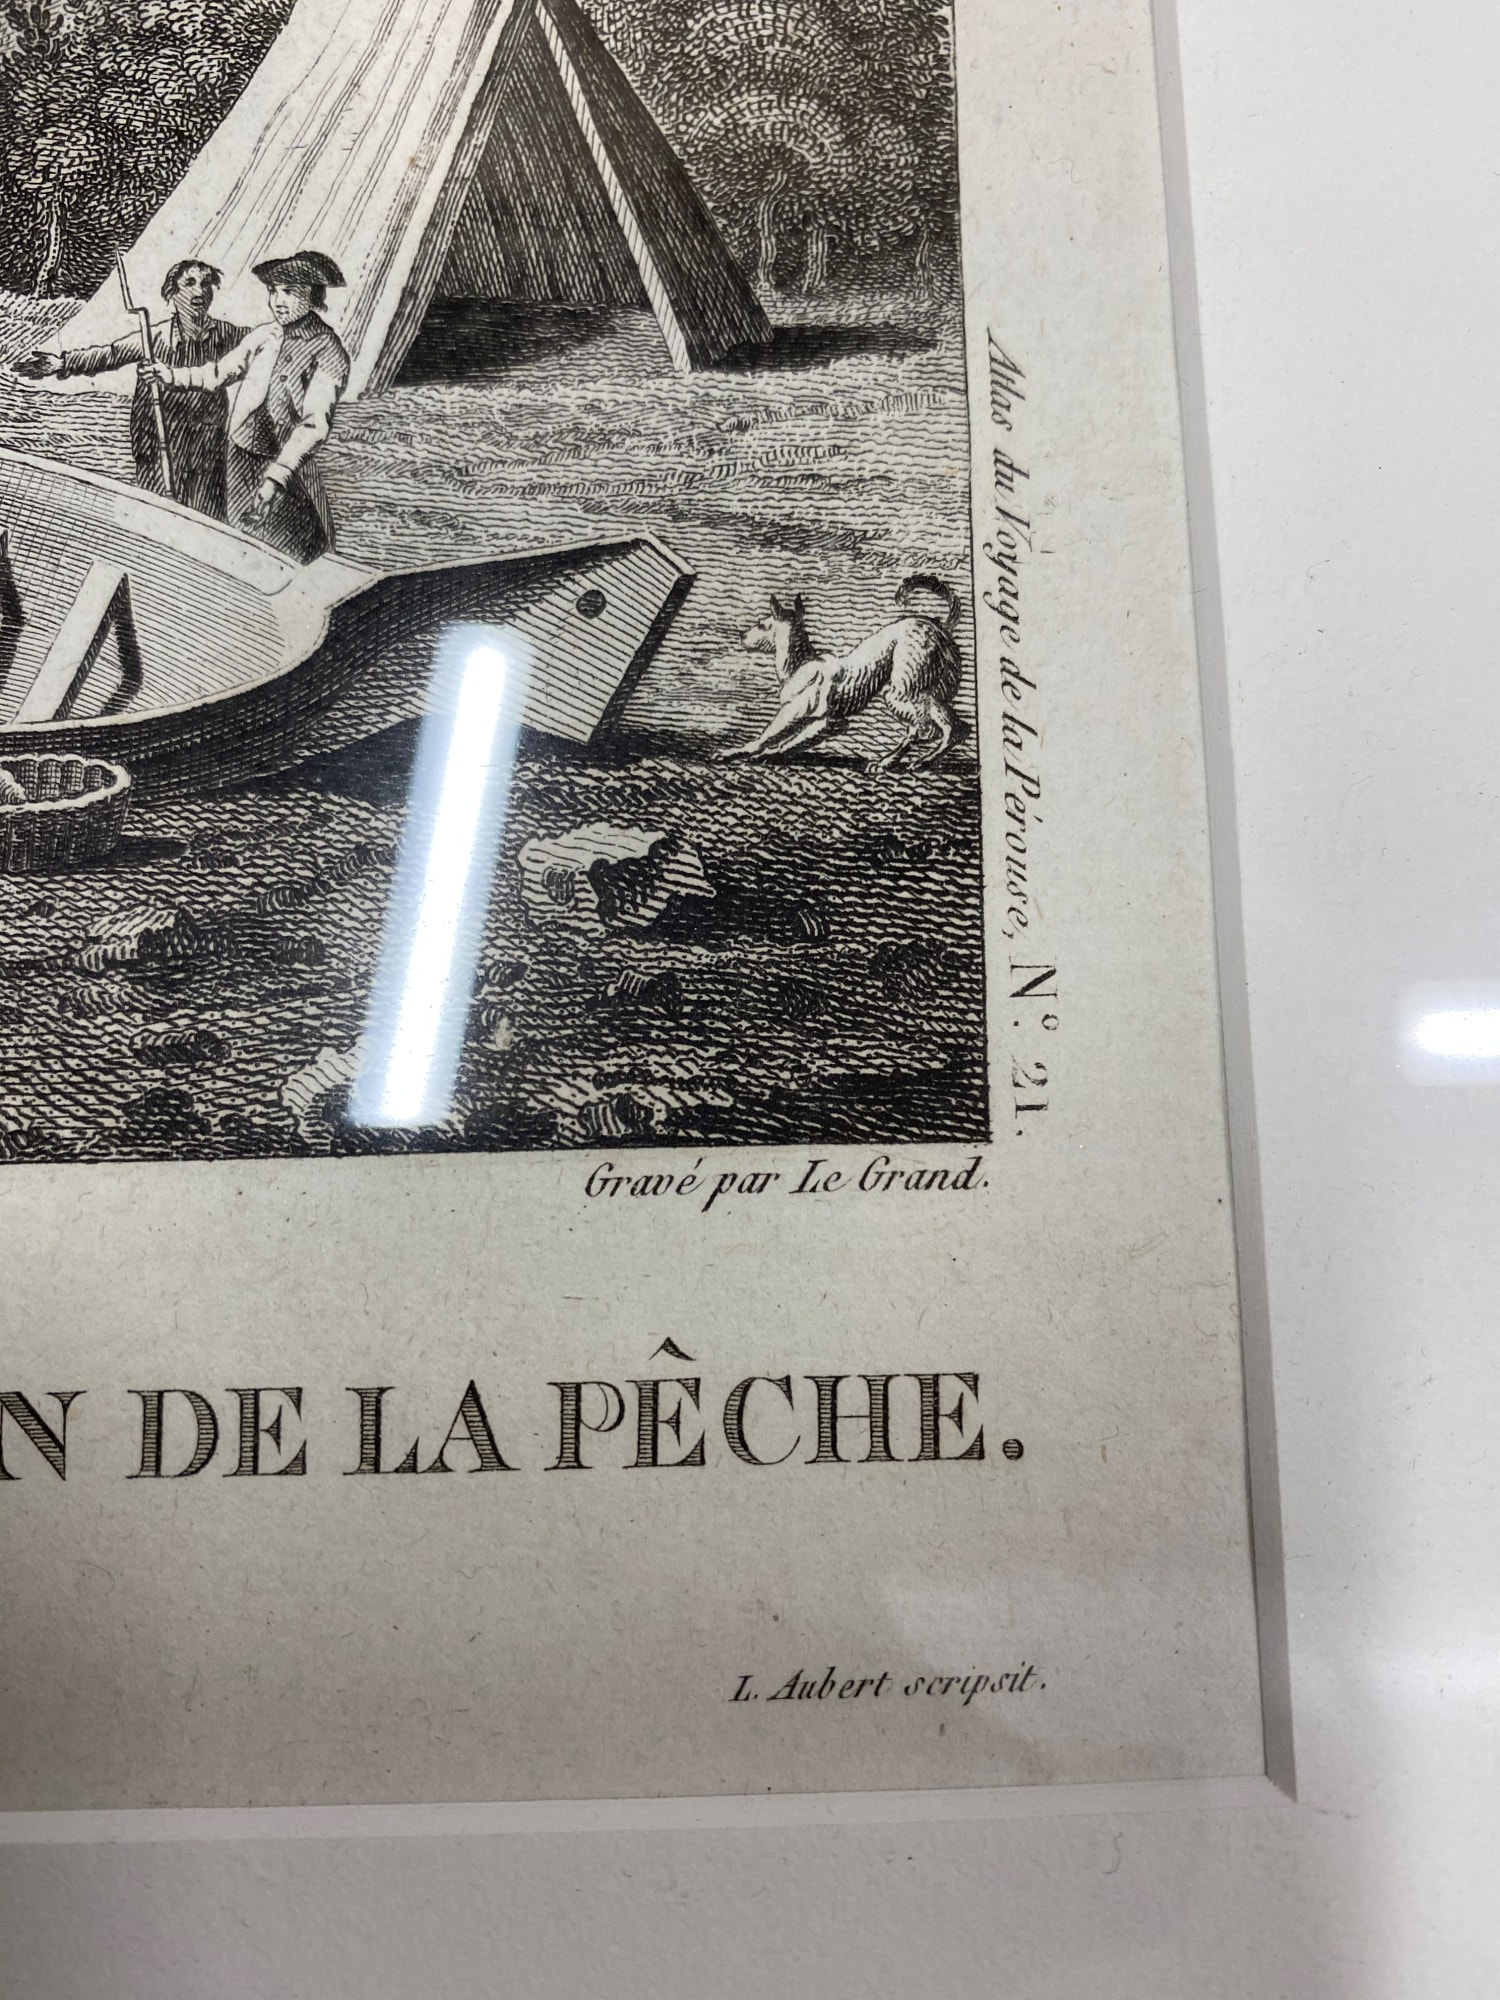 Atlas du Voyage de la Pérouse, N.° 21.
Gravé par Le Grand.
N DE LA PÊCHE.
L. Aubert scripsit.